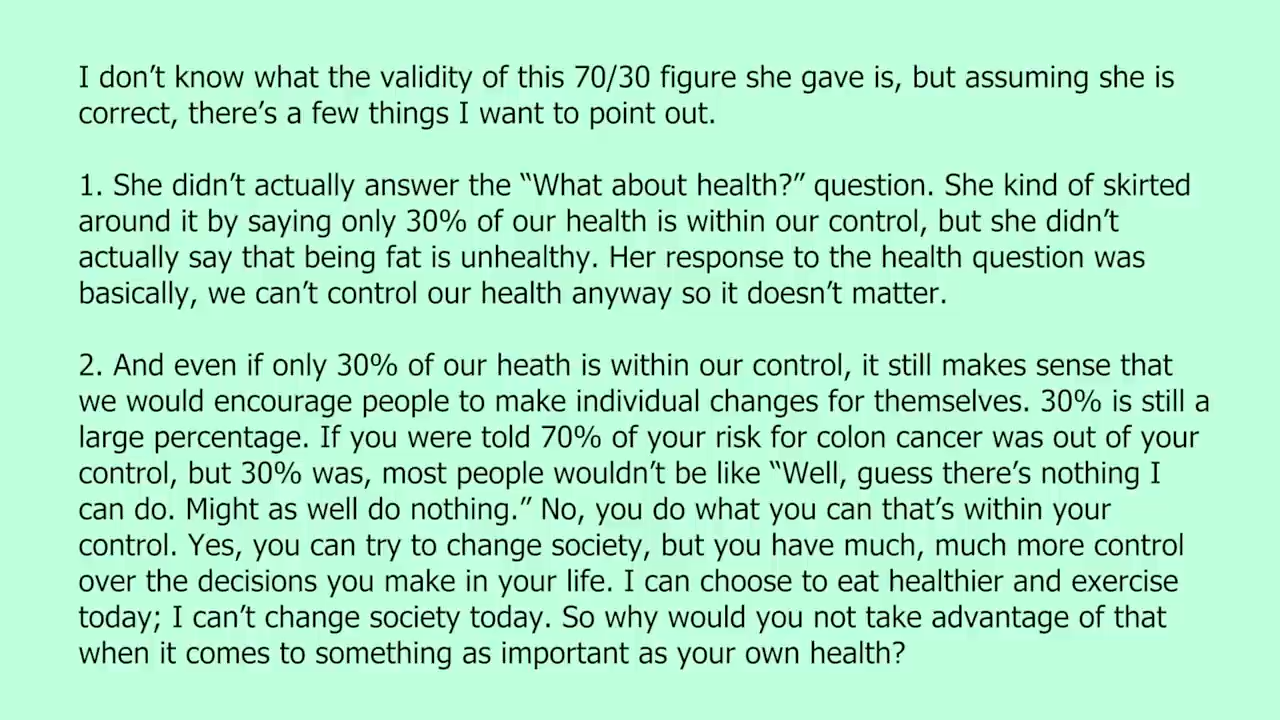 I don’t know what the validity of this 70/30 figure she gave is, but assuming she is
correct, there’s a few things I want to point out.
1. She didn’t actually answer the “What about health?” question. She kind of skirted
around it by saying only 30% of our health is within our control, but she didn’t
actually say that being fat is unhealthy. Her response to the health question was
basically, we can’t control our health anyway so it doesn’t matter.
2. And even if only 30% of our heath is within our control, it still makes sense that
we would encourage people to make individual changes for themselves. 30% is still a
large percentage. If you were told 70% of your risk for colon cancer was out of your
control, but 30% was, most people wouldn’t be like “Well, guess there’s nothing I
can do. Might as well do nothing.” No, you do what you can that’s within your
control. Yes, you can try to change society, but you have much, much more control
over the decisions you make in your life. I can choose to eat healthier and exercise
today; I can’t change society today. So why would you not take advantage of that
when it comes to something as important as your own health?